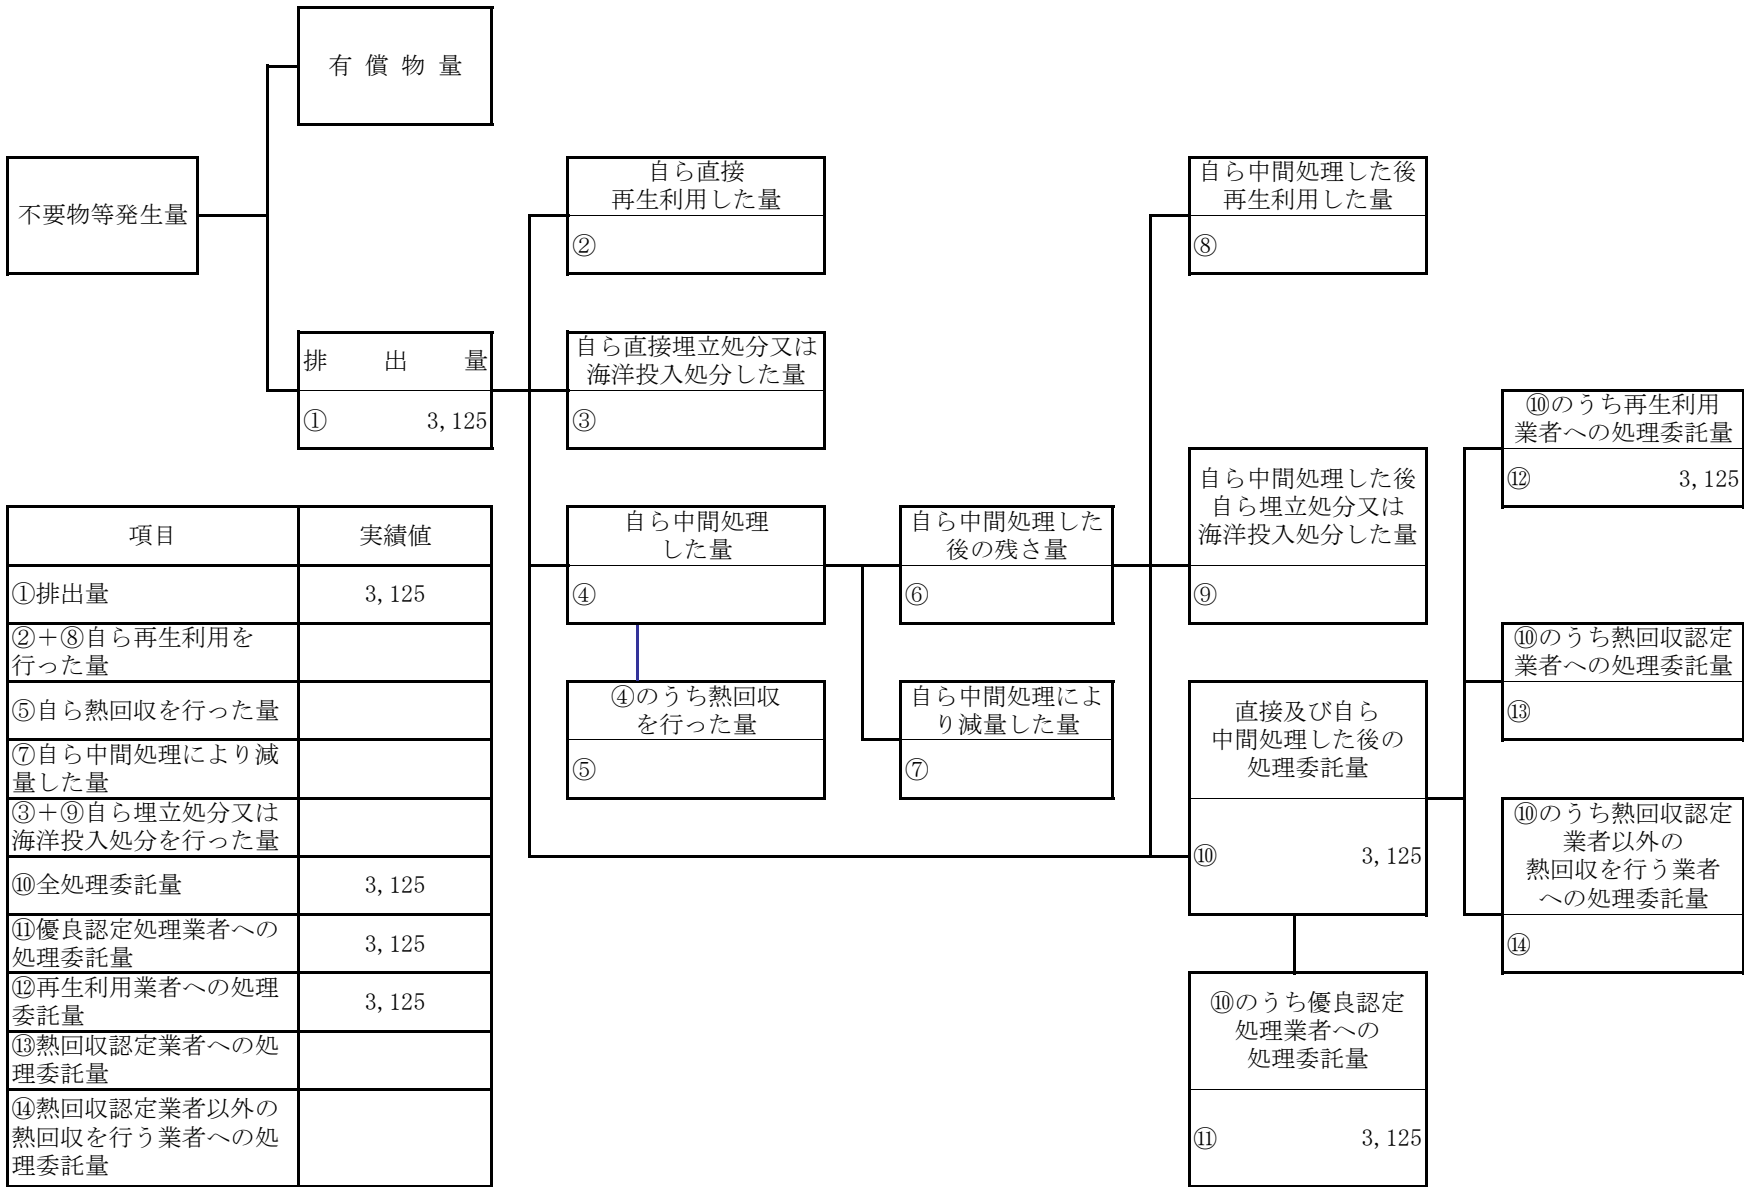 有償物量
不要物等発生量
自ら直接
再生利用した量
②
自ら中間処理した後
再生利用した量
⑧
排出量
① 3,125
自ら直接埋立処分又は
海洋投入処分した量
③
⑩のうち再生利用
業者への処理委託量
⑫ 3,125
自ら中間処理した後
自ら埋立処分又は
海洋投入処分した量
⑨
自ら中間処理
した量
④
自ら中間処理した
後の残さ量
⑥
⑩のうち熱回収認定
業者への処理委託量
⑬
④のうち熱回収
を行った量
⑤
自ら中間処理によ
り減量した量
⑦
直接及び自ら
中間処理した後の
処理委託量
⑩ 3,125
⑩のうち熱回収認定
業者以外の
熱回収を行う業者
への処理委託量
⑭
⑩のうち優良認定
処理業者への
処理委託量
⑪ 3,125
項目 実績値
①排出量 3,125
②+⑧自ら再生利用を
行った量
⑤自ら熱回収を行った量
⑦自ら中間処理により減
量した量
③+⑨自ら埋立処分又は
海洋投入処分を行った量
⑩全処理委託量 3,125
⑪優良認定処理業者への
処理委託量 3,125
⑫再生利用業者への処理
委託量 3,125
⑬熱回収認定業者への処
理委託量
⑭熱回収認定業者以外の
熱回収を行う業者への処
理委託量